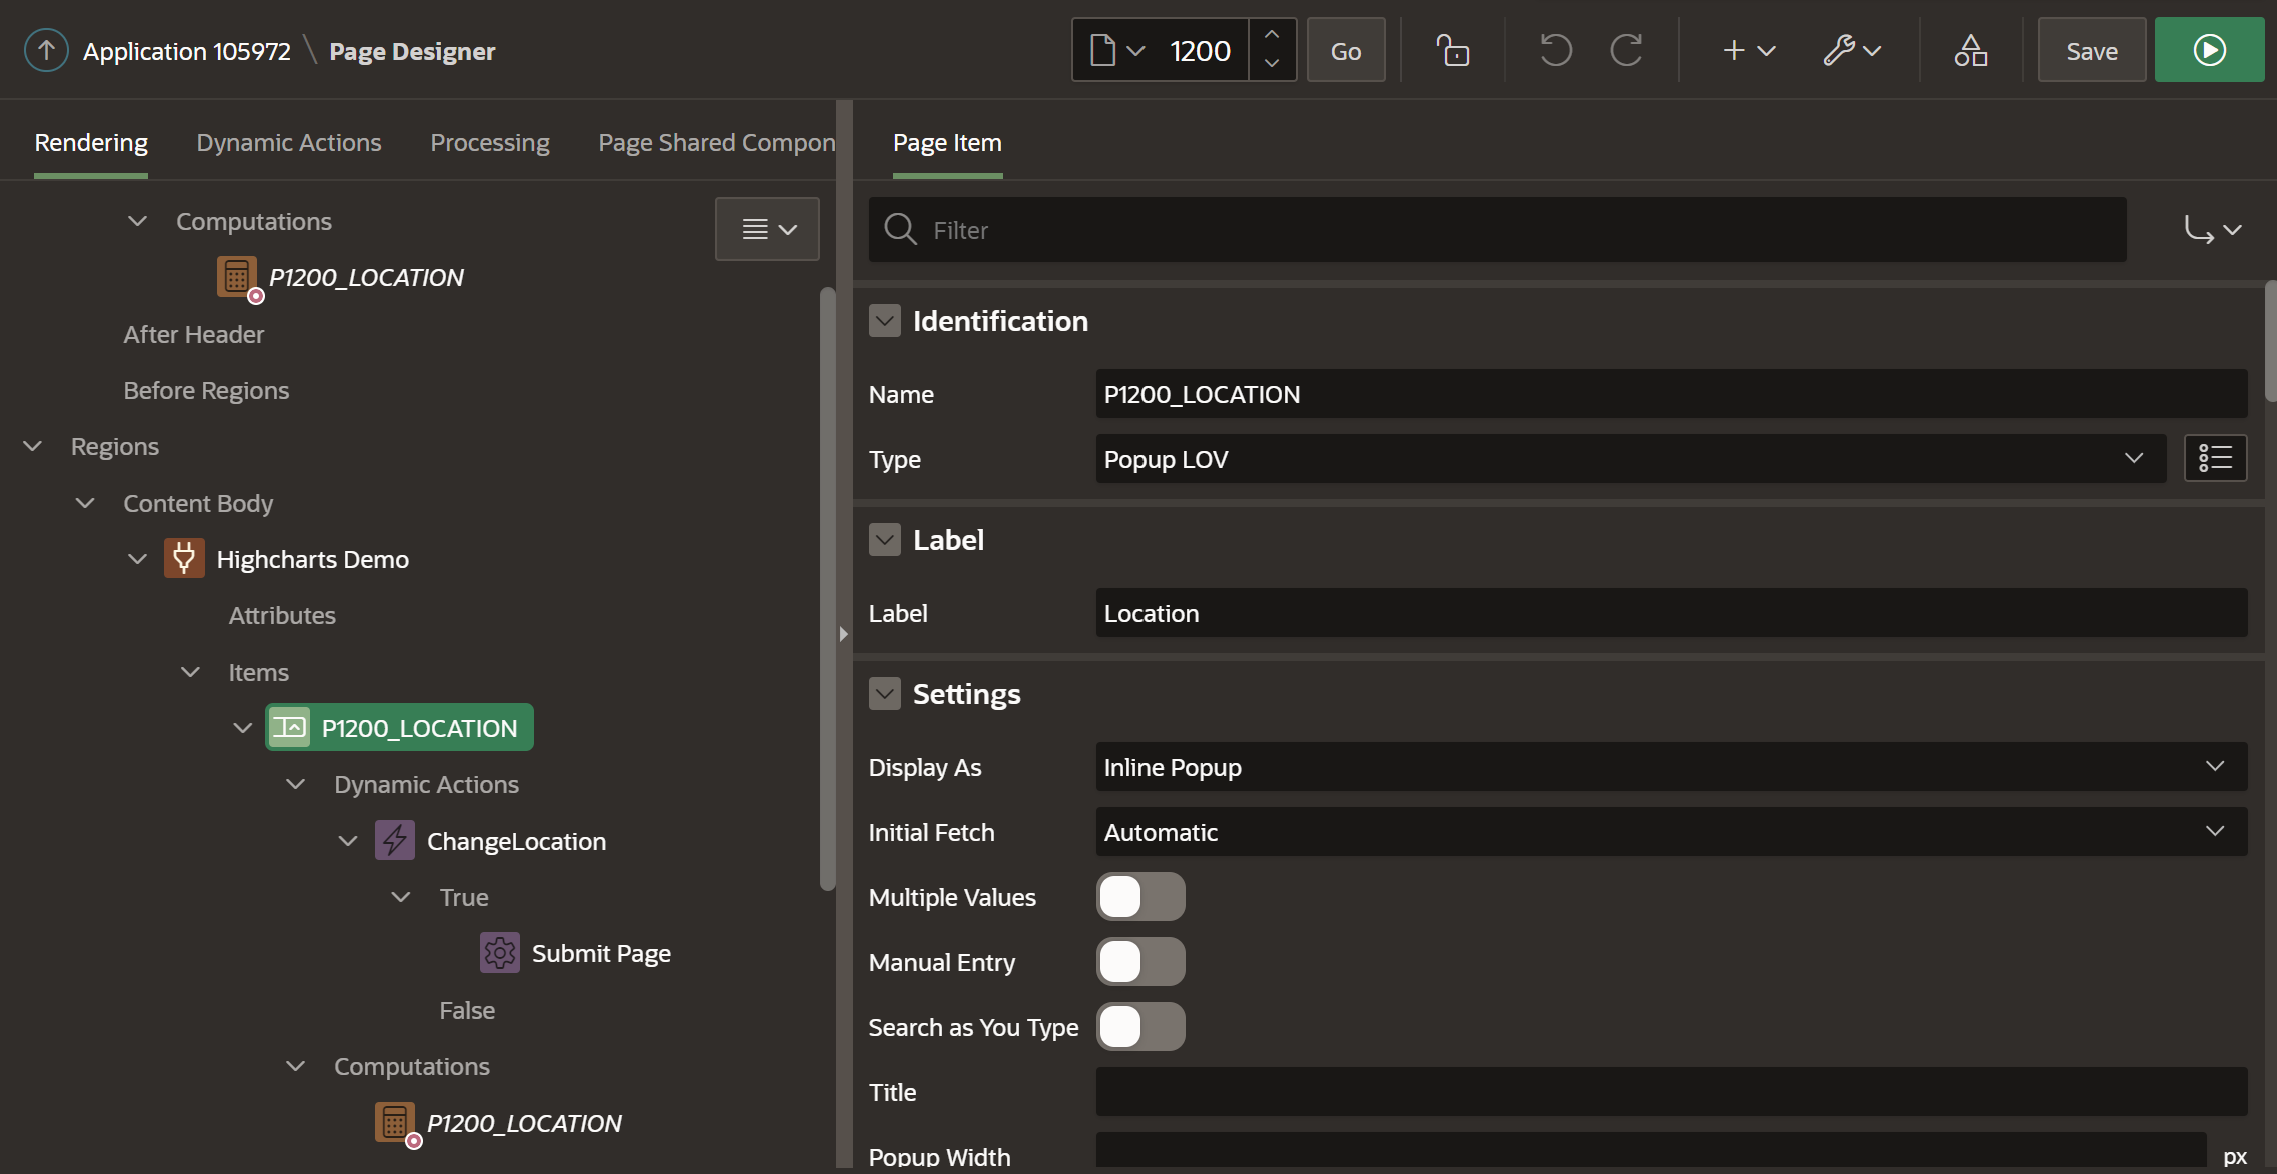 Application 105972 \ Page Designer
1200
Go
Save
Rendering
Dynamic Actions
Processing
Page Shared Compon
Computations
P1200_LOCATION
After Header
Before Regions
Regions
Content Body
Highcharts Demo
Attributes
Items
P1200_LOCATION
Dynamic Actions
ChangeLocation
True
Submit Page
False
Computations
P1200_LOCATION
Page Item
Filter
Identification
Name P1200_LOCATION
Type Popup LOV
Label
Label Location
Settings
Display As Inline Popup
Initial Fetch Automatic
Multiple Values
Manual Entry
Search as You Type
Title
Popup Width px